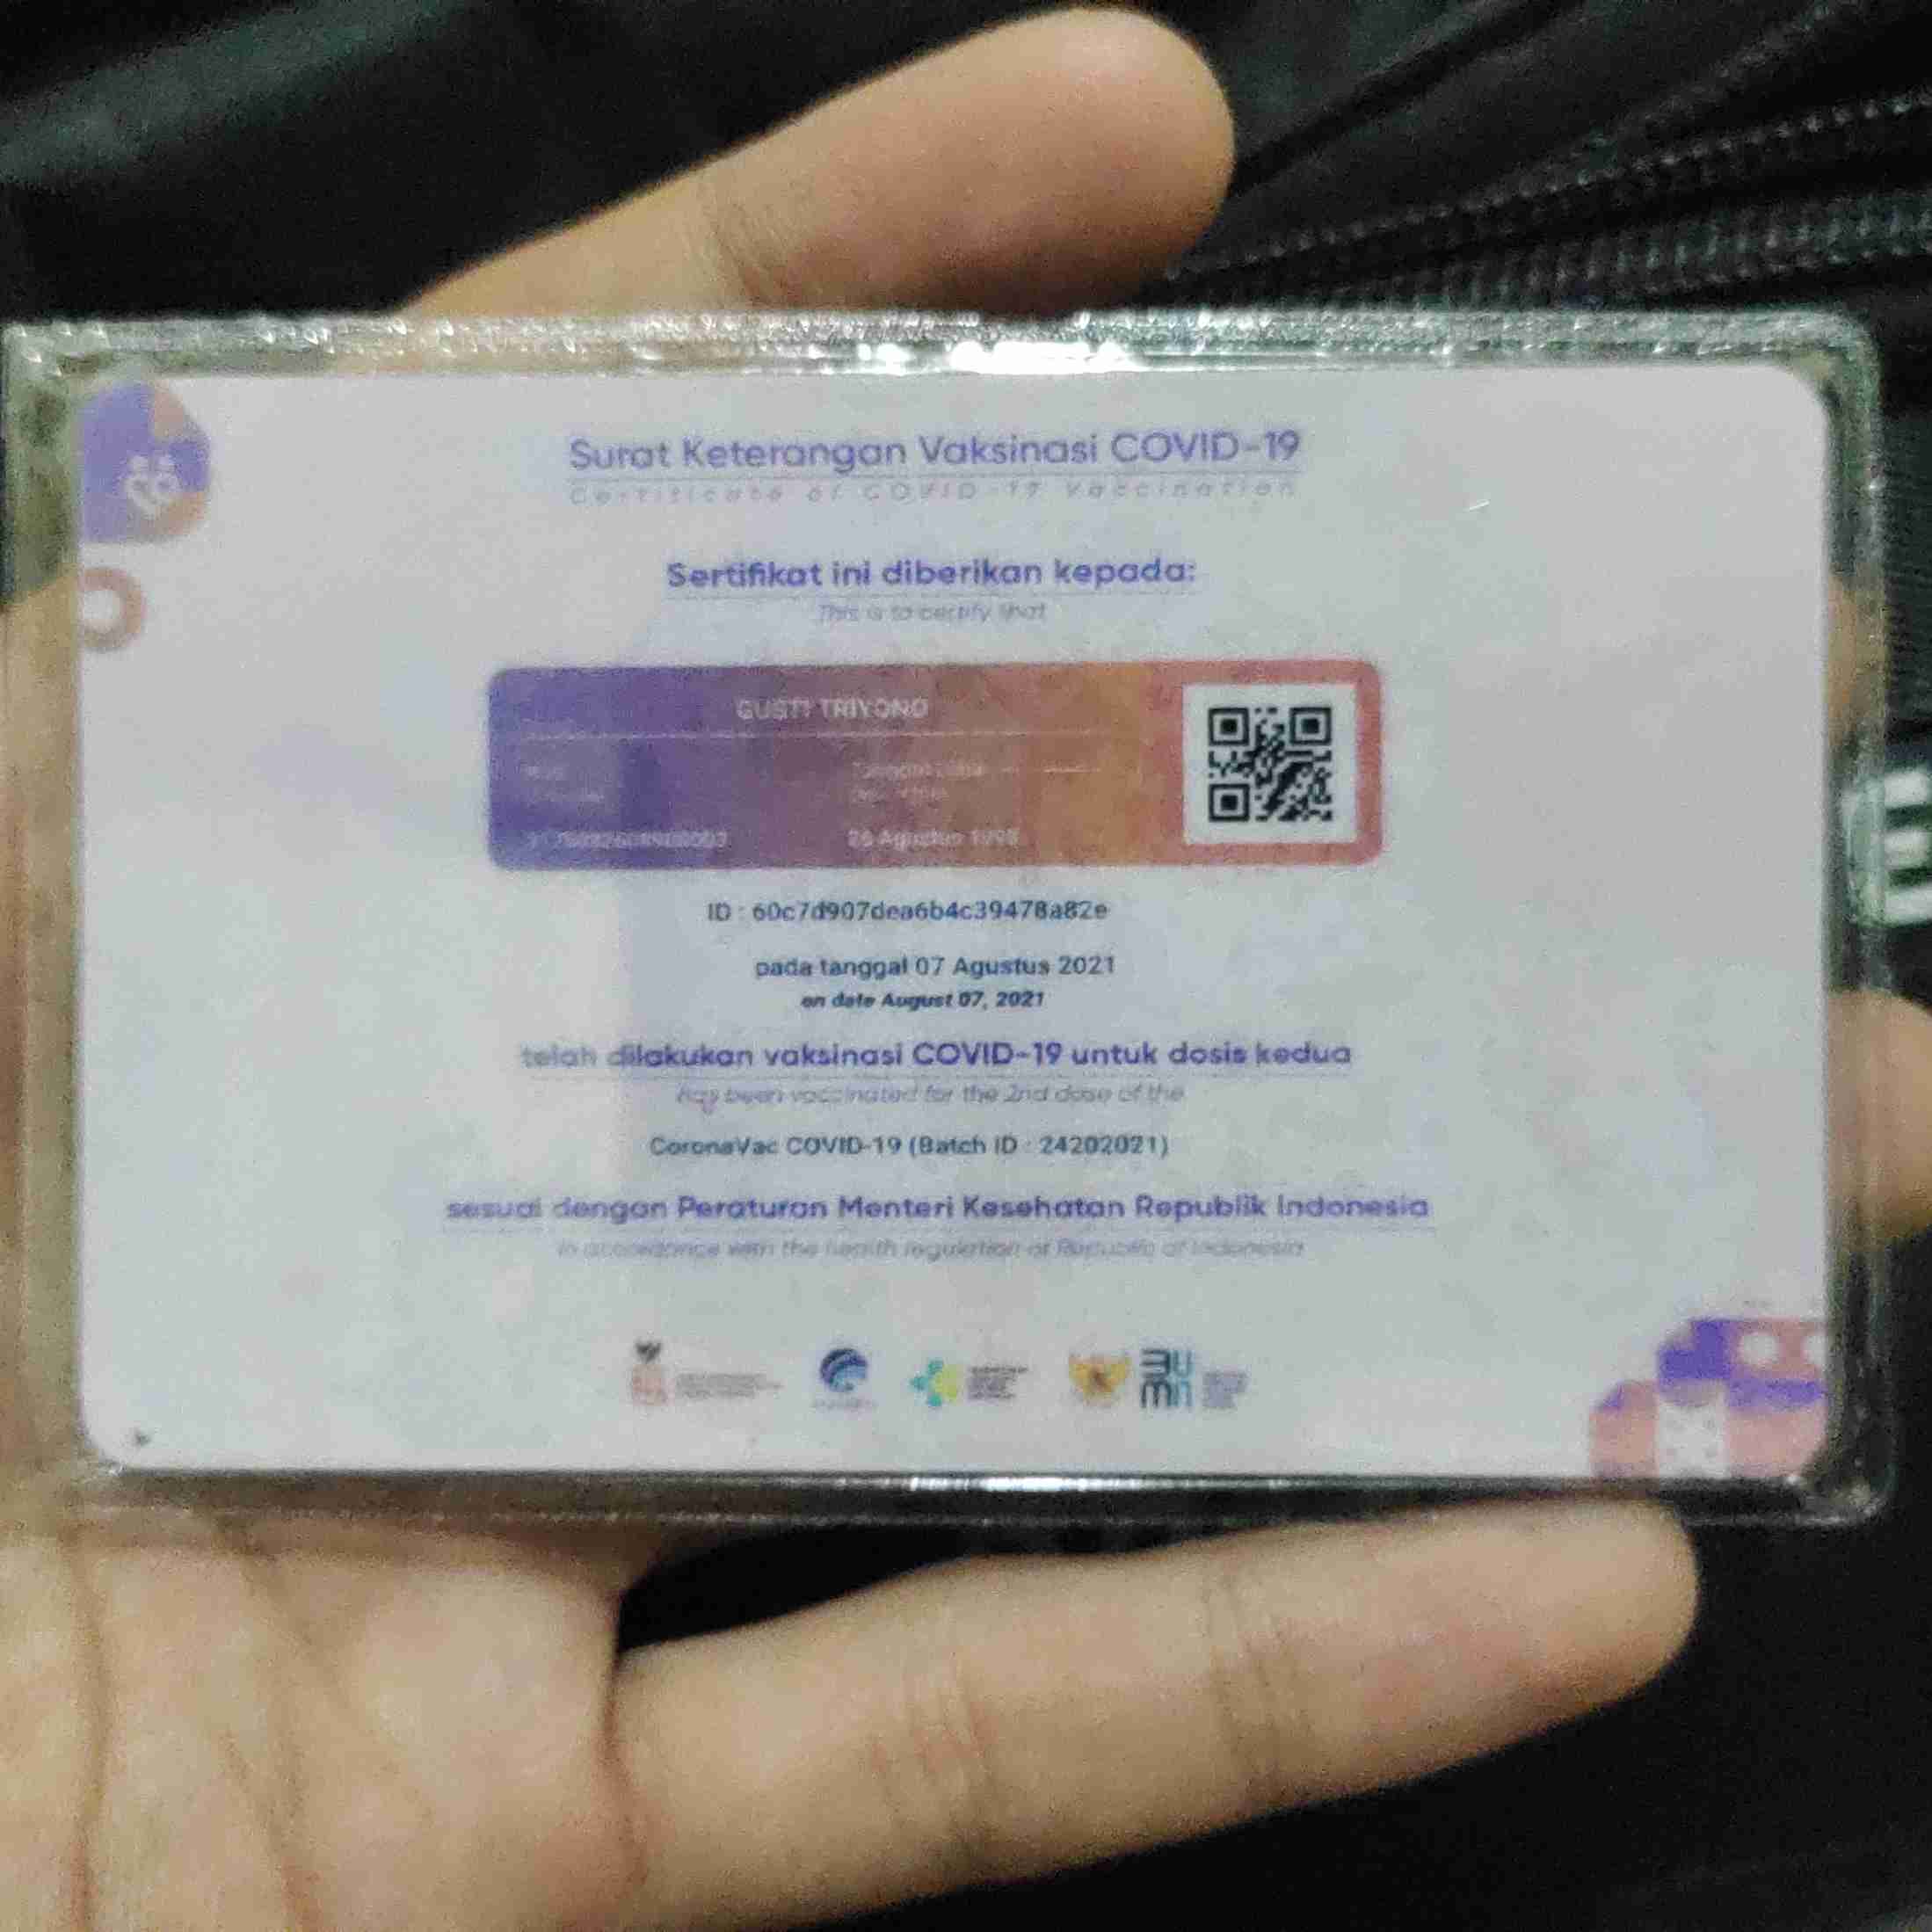 Surat Keterangan Vaksinasi COVID-19
Certificate of COVID-19 Vaccination
Sertifikat ini diberikan kepada:
This is to certify that
GUSTI TRIYONO
26 Agustus
ID : 60c7d907dea6b4c39478a82e
pada tanggal 07 Agustus 2021
on date August 07, 2021
telah dilakukan vaksinasi COVID-19 untuk dosis kedua
has been vaccinated for the 2nd dose of the
CoronaVac COVID-19 (Batch ID : 24202021)
sesuai dengan Peraturan Menteri Kesehatan Republik Indonesia
in accordance with the health regulation of Republic of Indonesia